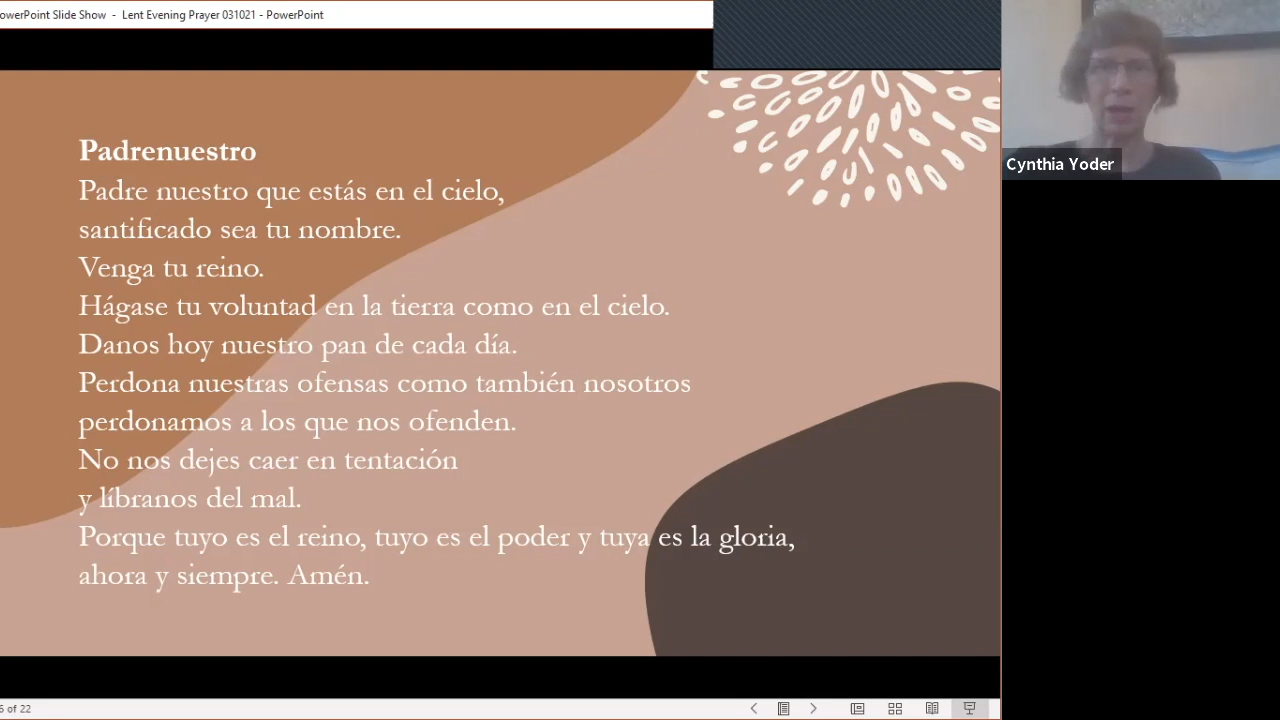 PowerPoint Slide Show - Lent Evening Prayer 031021 - PowerPoint
Padrenuestro
Padre nuestro que estás en el cielo,
santificado sea tu nombre.
Venga tu reino.
Hágase tu voluntad en la tierra como en el cielo.
Danos hoy nuestro pan de cada día.
Perdona nuestras ofensas como también nosotros
perdonamos a los que nos ofenden.
No nos dejes caer en tentación
y líbranos del mal.
Porque tuyo es el reino, tuyo es el poder y tuya es la gloria,
ahora y siempre. Amén.
Cynthia Yoder
of 22